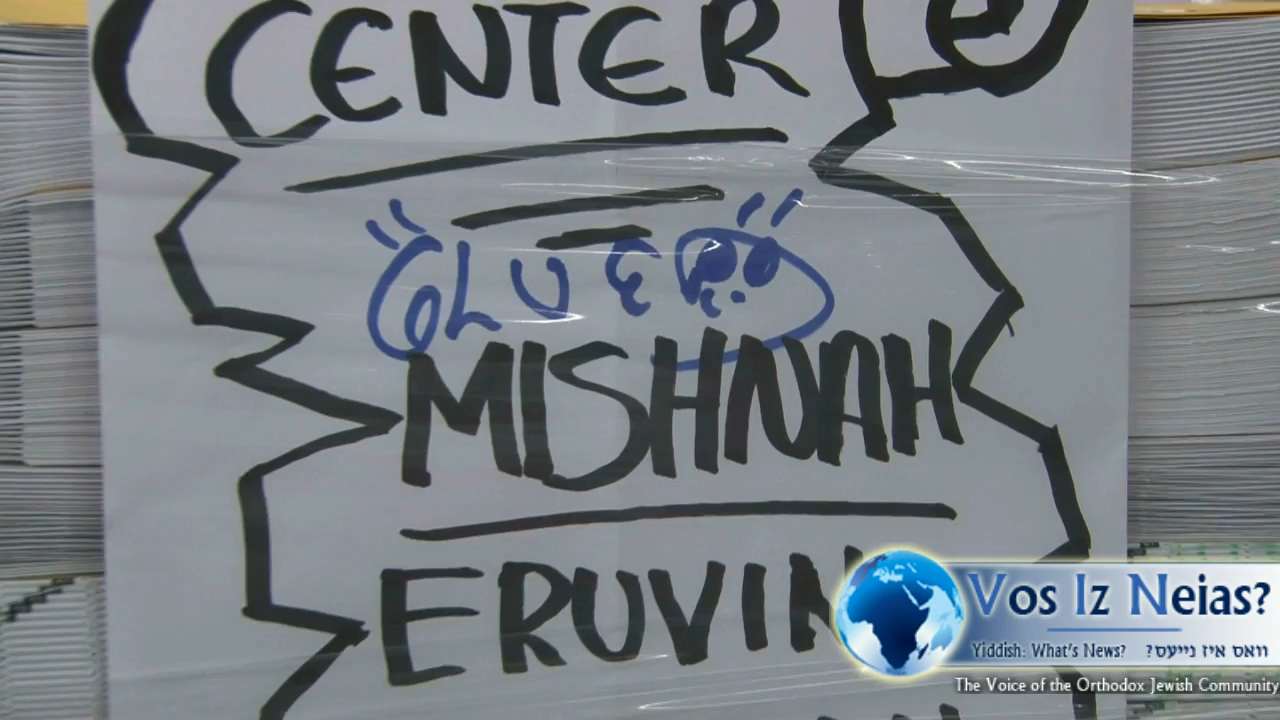 CENTER
GLUE
MISHNAH
ERUVIN
Vos Iz Neias?
Yiddish: What's News? וואס איז נייעס?
The Voice of the Orthodox Jewish Community